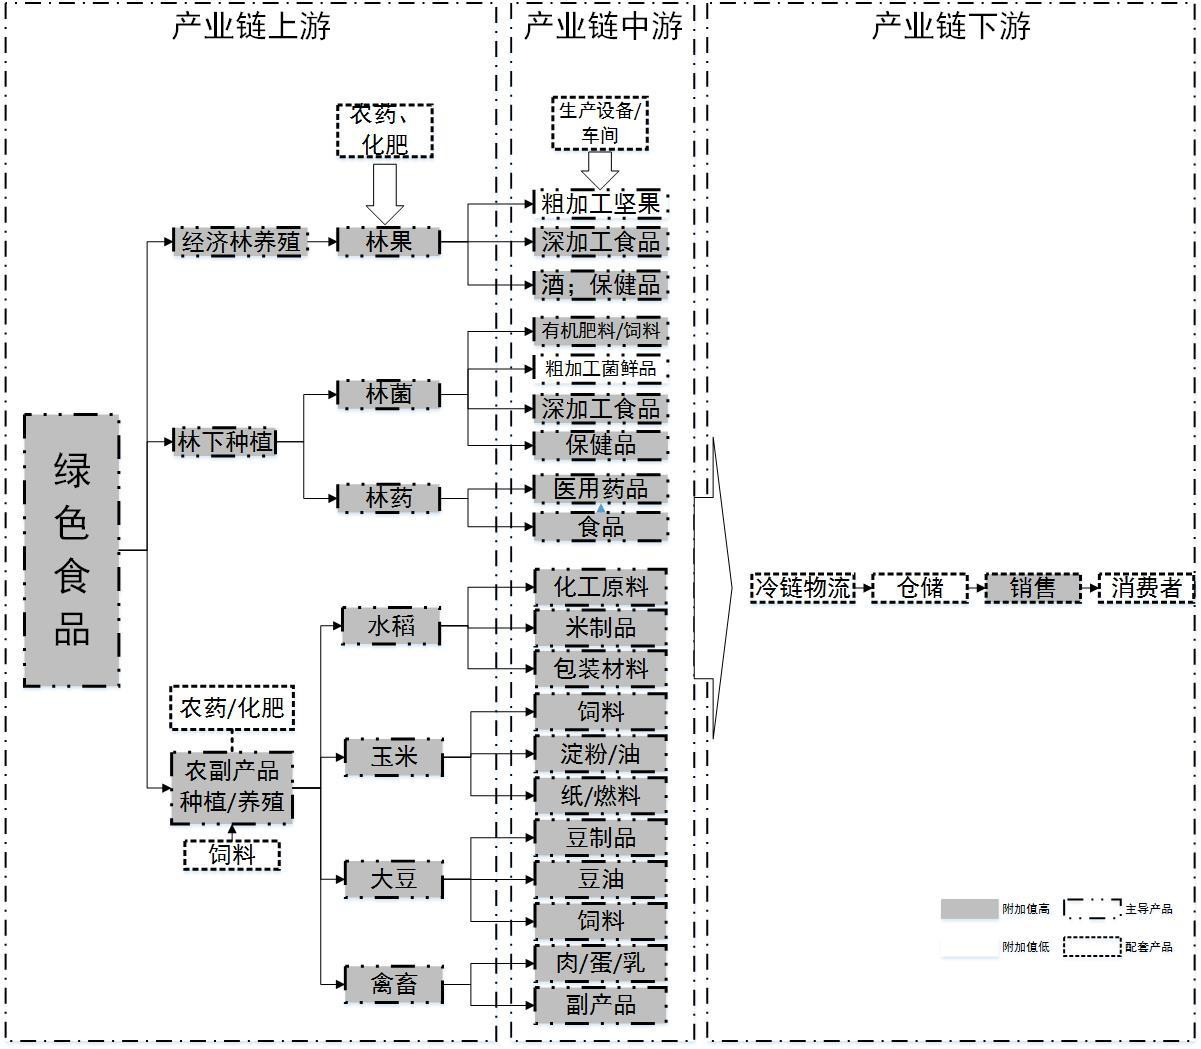 产业链上游
产业链中游
产业链下游
农药、
化肥
生产设备/
车间
经济林养殖
林果
粗加工坚果
深加工食品
酒；保健品
有机肥料/饲料
粗加工菌鲜品
深加工食品
保健品
林菌
林下种植
林药
医用药品
食品
绿
色
食
品
化工原料
水稻
米制品
包装材料
农药/化肥
农副产品
种植/养殖
饲料
玉米
饲料
淀粉/油
纸/燃料
大豆
豆制品
豆油
饲料
禽畜
肉/蛋/乳
副产品
冷链物流
仓储
销售
消费者
附加值高
主导产品
附加值低
配套产品